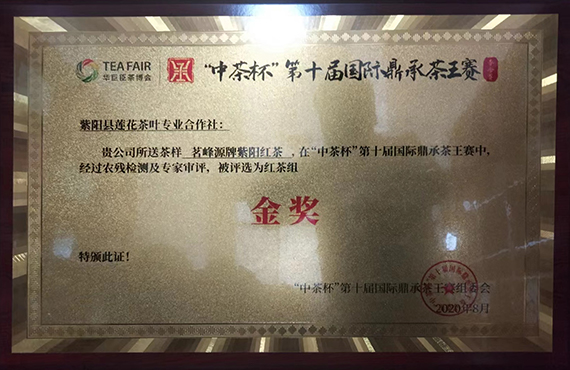 TEA FAIR
华巨臣茶博会
“中茶杯”第十届国际鼎承茶王赛
紫阳县莲花茶叶专业合作社：
贵公司所送茶样 茗峰源牌紫阳红茶 ，在“中茶杯”第十届国际鼎承茶王赛中，
经过农残检测及专家审评，被评选为红茶组
金奖
特颁此证！
“中茶杯”第十届国际鼎承茶王赛组委会
2020年8月